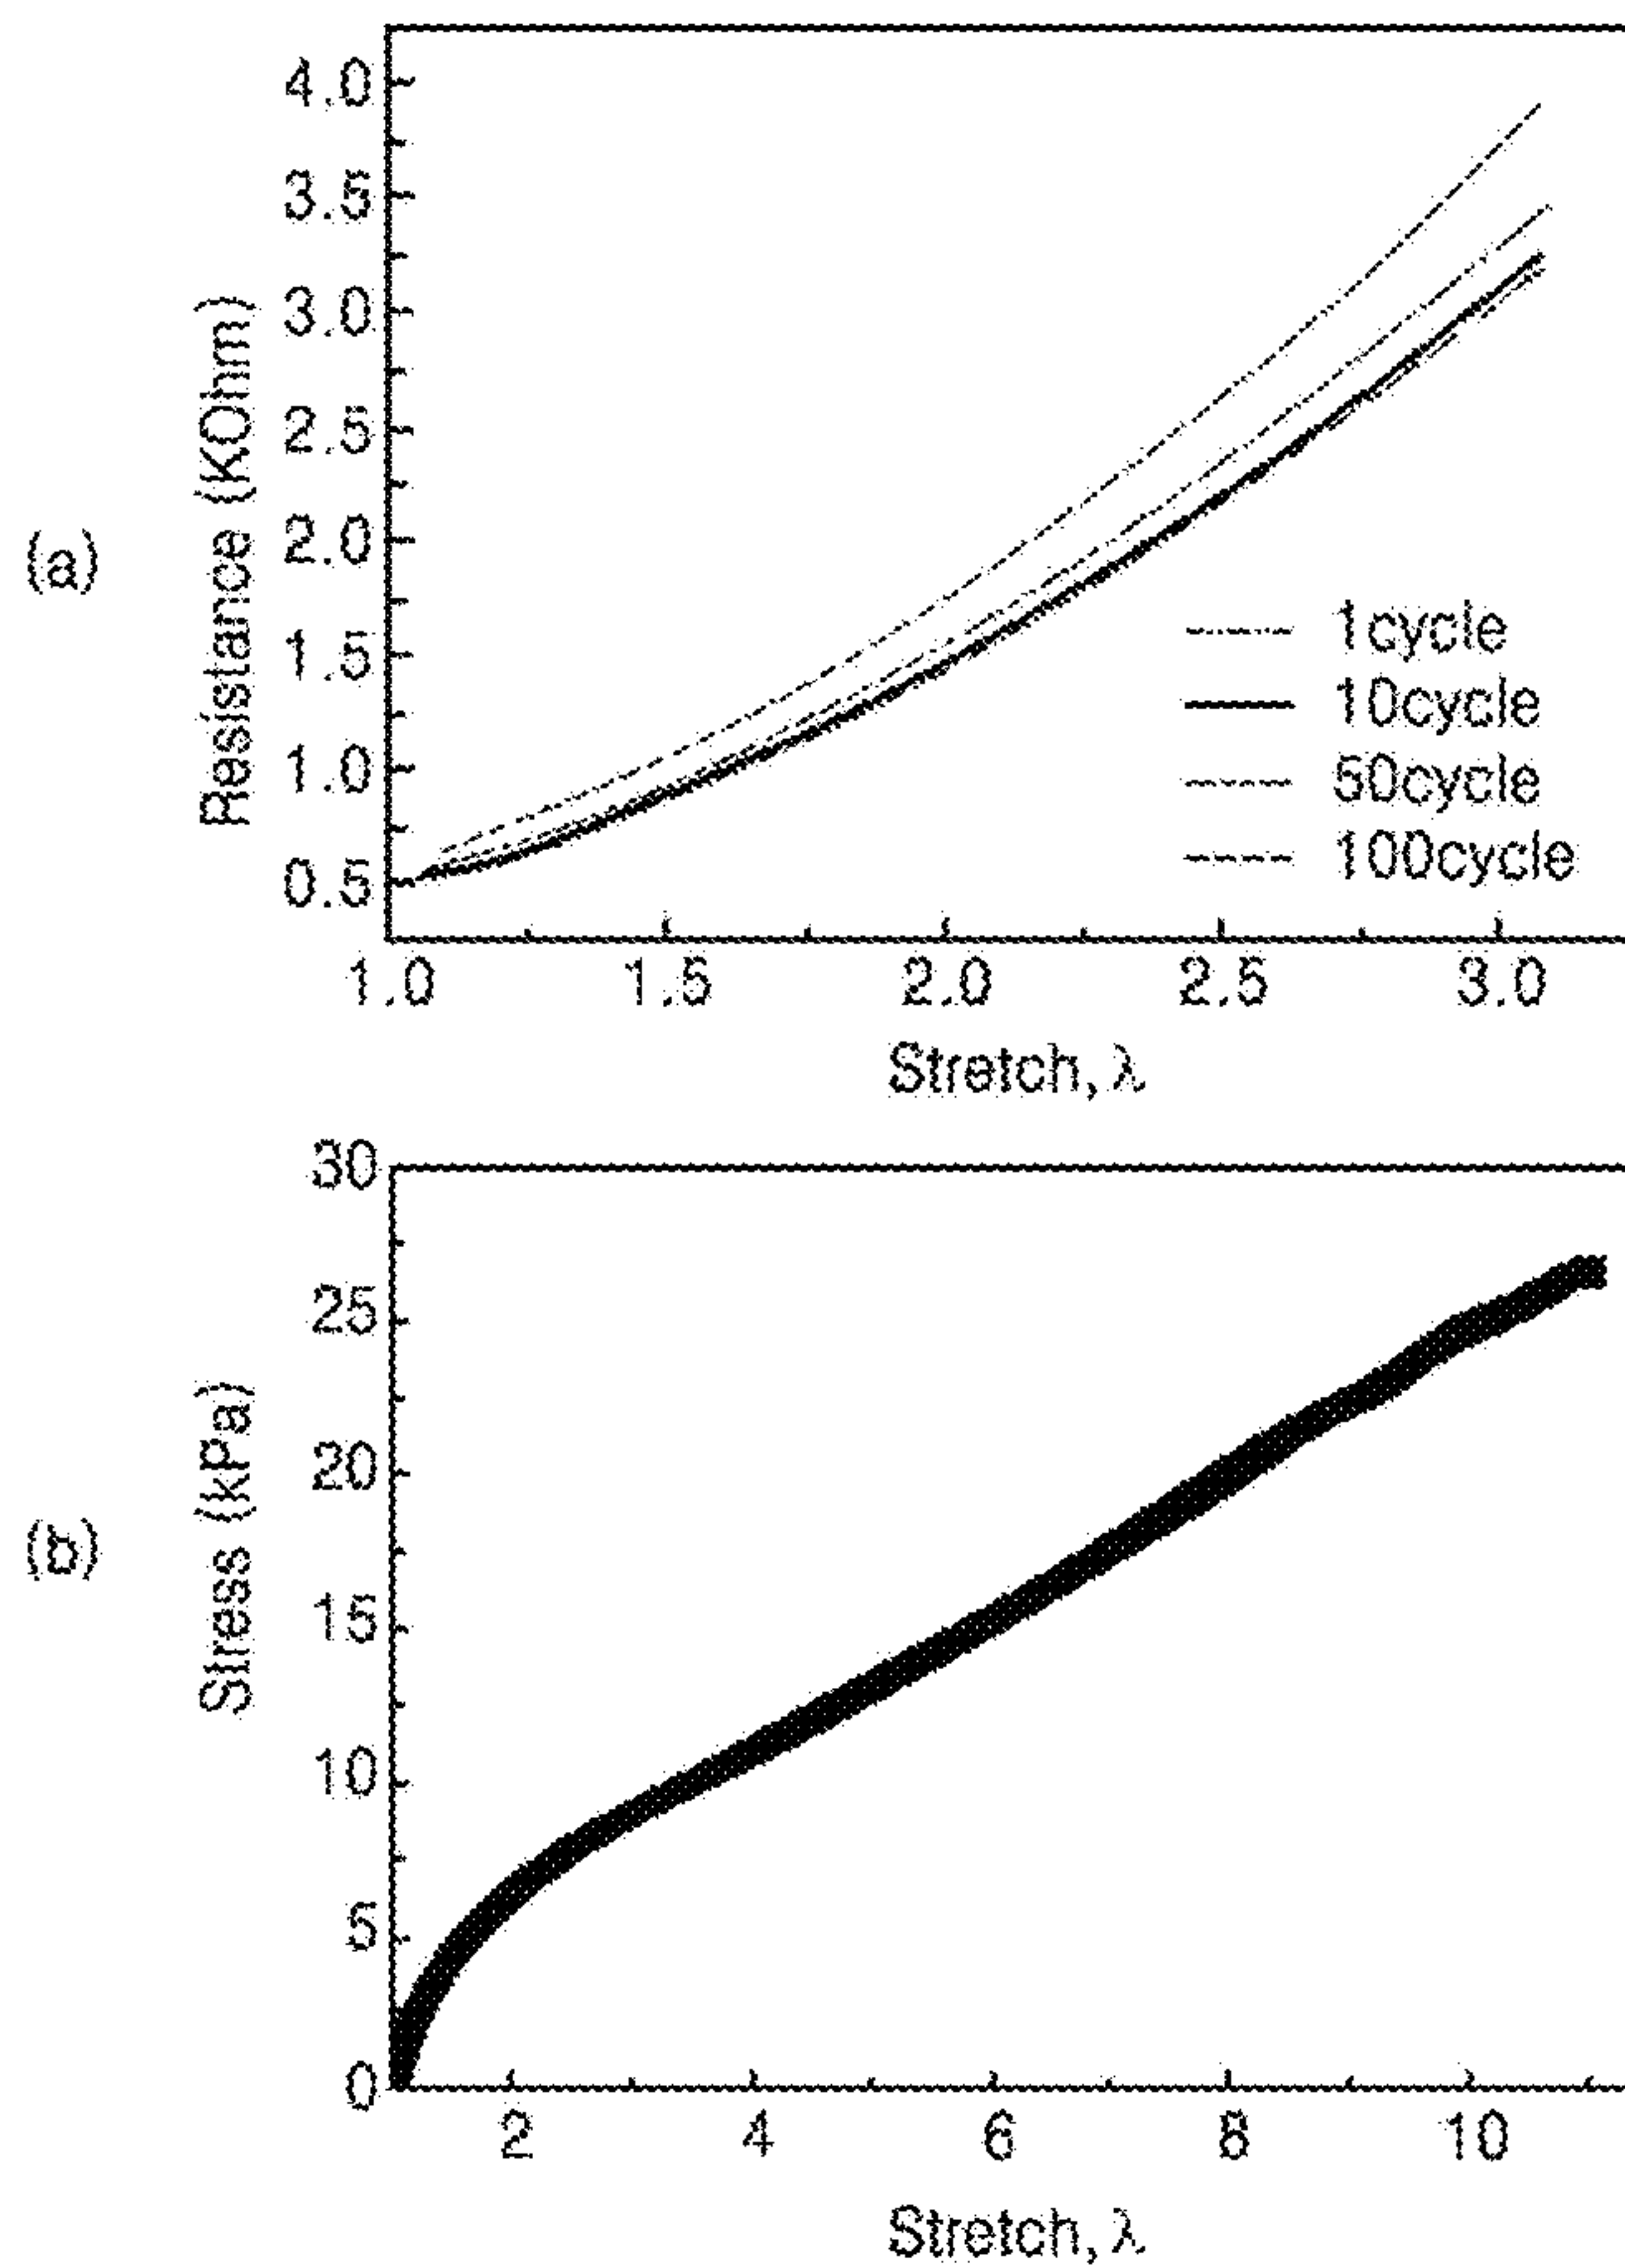 (a)
Resistance (KOhm)
4.0
3.5
3.0
2.5
2.0
1.5
1.0
0.5
1cycle
10cycle
50cycle
100cycle
1.0 1.5 2.0 2.5 3.0
Stretch, λ
(b)
Stress (kPa)
30
25
20
15
10
5
0
2 4 6 8 10
Stretch, λ